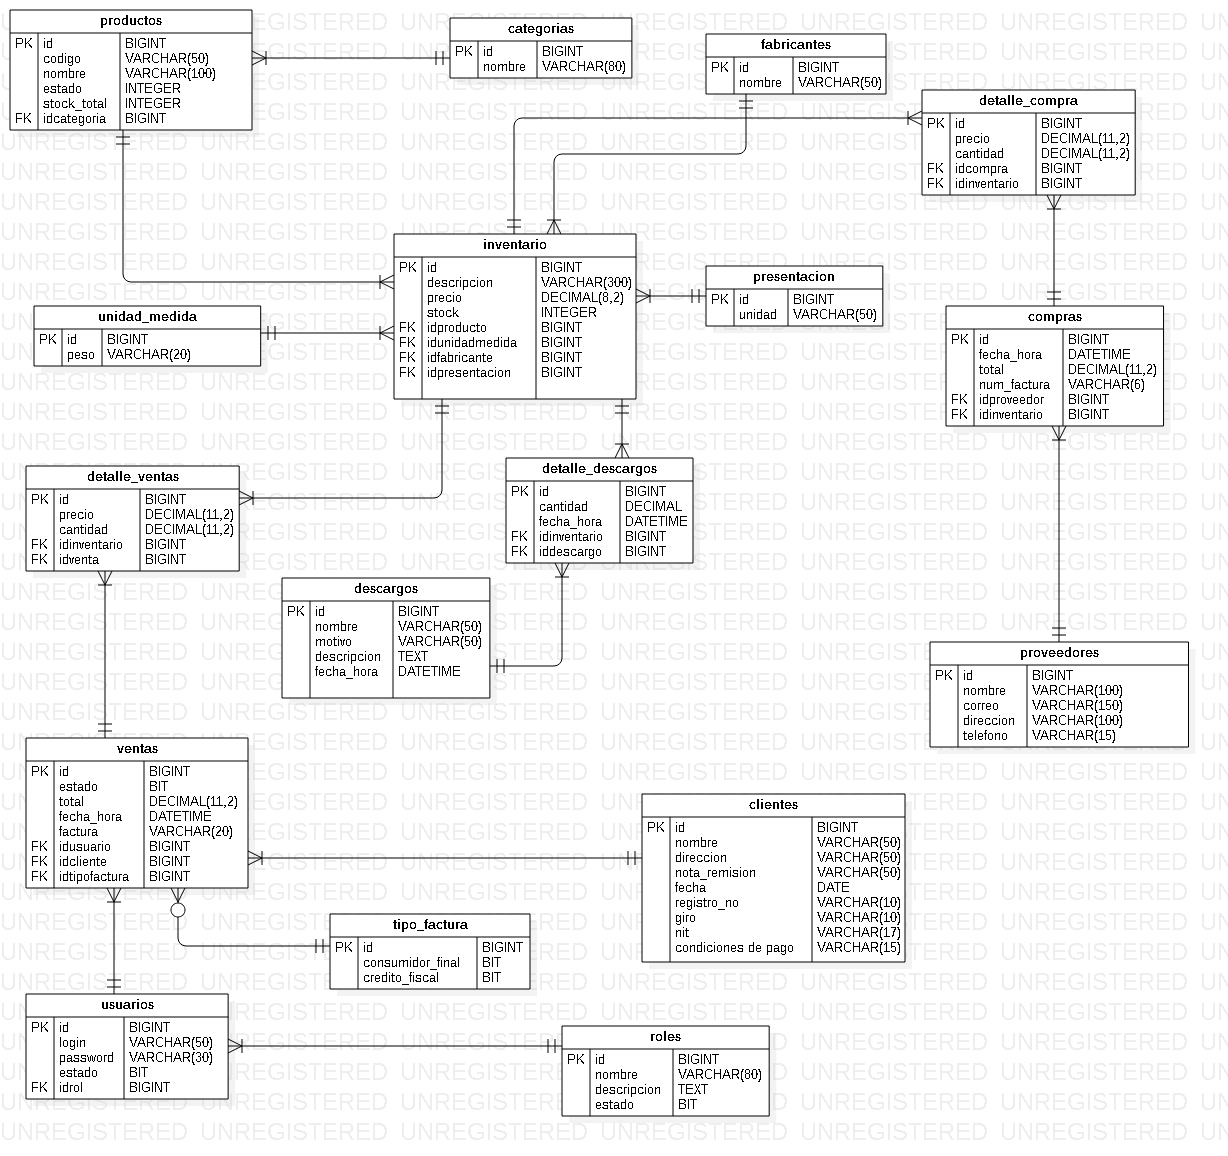 productos
PK id BIGINT
codigo VARCHAR(50)
nombre VARCHAR(100)
estado INTEGER
stock_total INTEGER
FK idcategoria BIGINT
categorias
PK id BIGINT
nombre VARCHAR(80)
fabricantes
PK id BIGINT
nombre VARCHAR(50)
detalle_compra
PK id BIGINT
precio DECIMAL(11,2)
cantidad DECIMAL(11,2)
FK idcompra BIGINT
FK idinventario BIGINT
inventario
PK id BIGINT
descripcion VARCHAR(300)
precio DECIMAL(8,2)
stock INTEGER
FK idproducto BIGINT
FK idunidadmedida BIGINT
FK idfabricante BIGINT
FK idpresentacion BIGINT
presentacion
PK id BIGINT
unidad VARCHAR(50)
unidad_medida
PK id BIGINT
peso VARCHAR(20)
compras
PK id BIGINT
fecha_hora DATETIME
total DECIMAL(11,2)
num_factura VARCHAR(6)
FK idproveedor BIGINT
FK idinventario BIGINT
detalle_ventas
PK id BIGINT
precio DECIMAL(11,2)
cantidad DECIMAL(11,2)
FK idinventario BIGINT
FK idventa BIGINT
detalle_descargos
PK id BIGINT
cantidad DECIMAL
fecha_hora DATETIME
FK idinventario BIGINT
FK iddescargo BIGINT
descargos
PK id BIGINT
nombre VARCHAR(50)
motivo VARCHAR(50)
descripcion TEXT
fecha_hora DATETIME
proveedores
PK id BIGINT
nombre VARCHAR(100)
correo VARCHAR(150)
direccion VARCHAR(100)
telefono VARCHAR(15)
ventas
PK id BIGINT
estado BIT
total DECIMAL(11,2)
fecha_hora DATETIME
factura VARCHAR(20)
FK idusuario BIGINT
FK idcliente BIGINT
FK idtipofactura BIGINT
clientes
PK id BIGINT
nombre VARCHAR(50)
direccion VARCHAR(50)
nota_remision VARCHAR(50)
fecha DATE
registro_no VARCHAR(10)
giro VARCHAR(10)
nit VARCHAR(17)
condiciones de pago VARCHAR(15)
tipo_factura
PK id BIGINT
consumidor_final BIT
credito_fiscal BIT
usuarios
PK id BIGINT
login VARCHAR(50)
password VARCHAR(30)
estado BIT
FK idrol BIGINT
roles
PK id BIGINT
nombre VARCHAR(80)
descripcion TEXT
estado BIT
UNREGISTERED